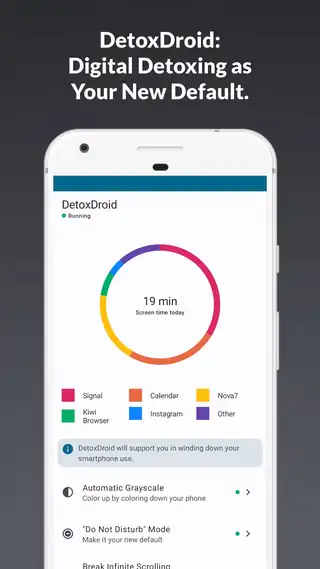 DetoxDroid:
Digital Detoxing as
Your New Default.
DetoxDroid
Running
19 min
Screen time today
Signal
Calendar
Nova7
Kiwi
Browser
Instagram
Other
DetoxDroid will support you in winding down your
smartphone use.
Automatic Grayscale
Color up by coloring down your phone
"Do Not Disturb" Mode
Make it your new default
Break Infinite Scrolling